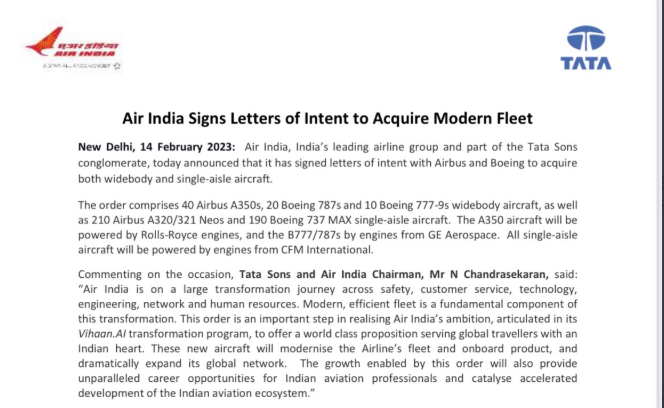 एअर इंडिया
AIR INDIA
A STAR ALLIANCE MEMBER
TATA
Air India Signs Letters of Intent to Acquire Modern Fleet
New Delhi, 14 February 2023: Air India, India's leading airline group and part of the Tata Sons
conglomerate, today announced that it has signed letters of intent with Airbus and Boeing to acquire
both widebody and single-aisle aircraft.
The order comprises 40 Airbus A350s, 20 Boeing 787s and 10 Boeing 777-9s widebody aircraft, as well
as 210 Airbus A320/321 Neos and 190 Boeing 737 MAX single-aisle aircraft. The A350 aircraft will be
powered by Rolls-Royce engines, and the B777/787s by engines from GE Aerospace. All single-aisle
aircraft will be powered by engines from CFM International.
Commenting on the occasion, Tata Sons and Air India Chairman, Mr N Chandrasekaran, said:
"Air India is on a large transformation journey across safety, customer service, technology,
engineering, network and human resources. Modern, efficient fleet is a fundamental component of
this transformation. This order is an important step in realising Air India's ambition, articulated in its
Vihaan.AI transformation program, to offer a world class proposition serving global travellers with an
Indian heart. These new aircraft will modernise the Airline's fleet and onboard product, and
dramatically expand its global network. The growth enabled by this order will also provide
unparalleled career opportunities for Indian aviation professionals and catalyse accelerated
development of the Indian aviation ecosystem."